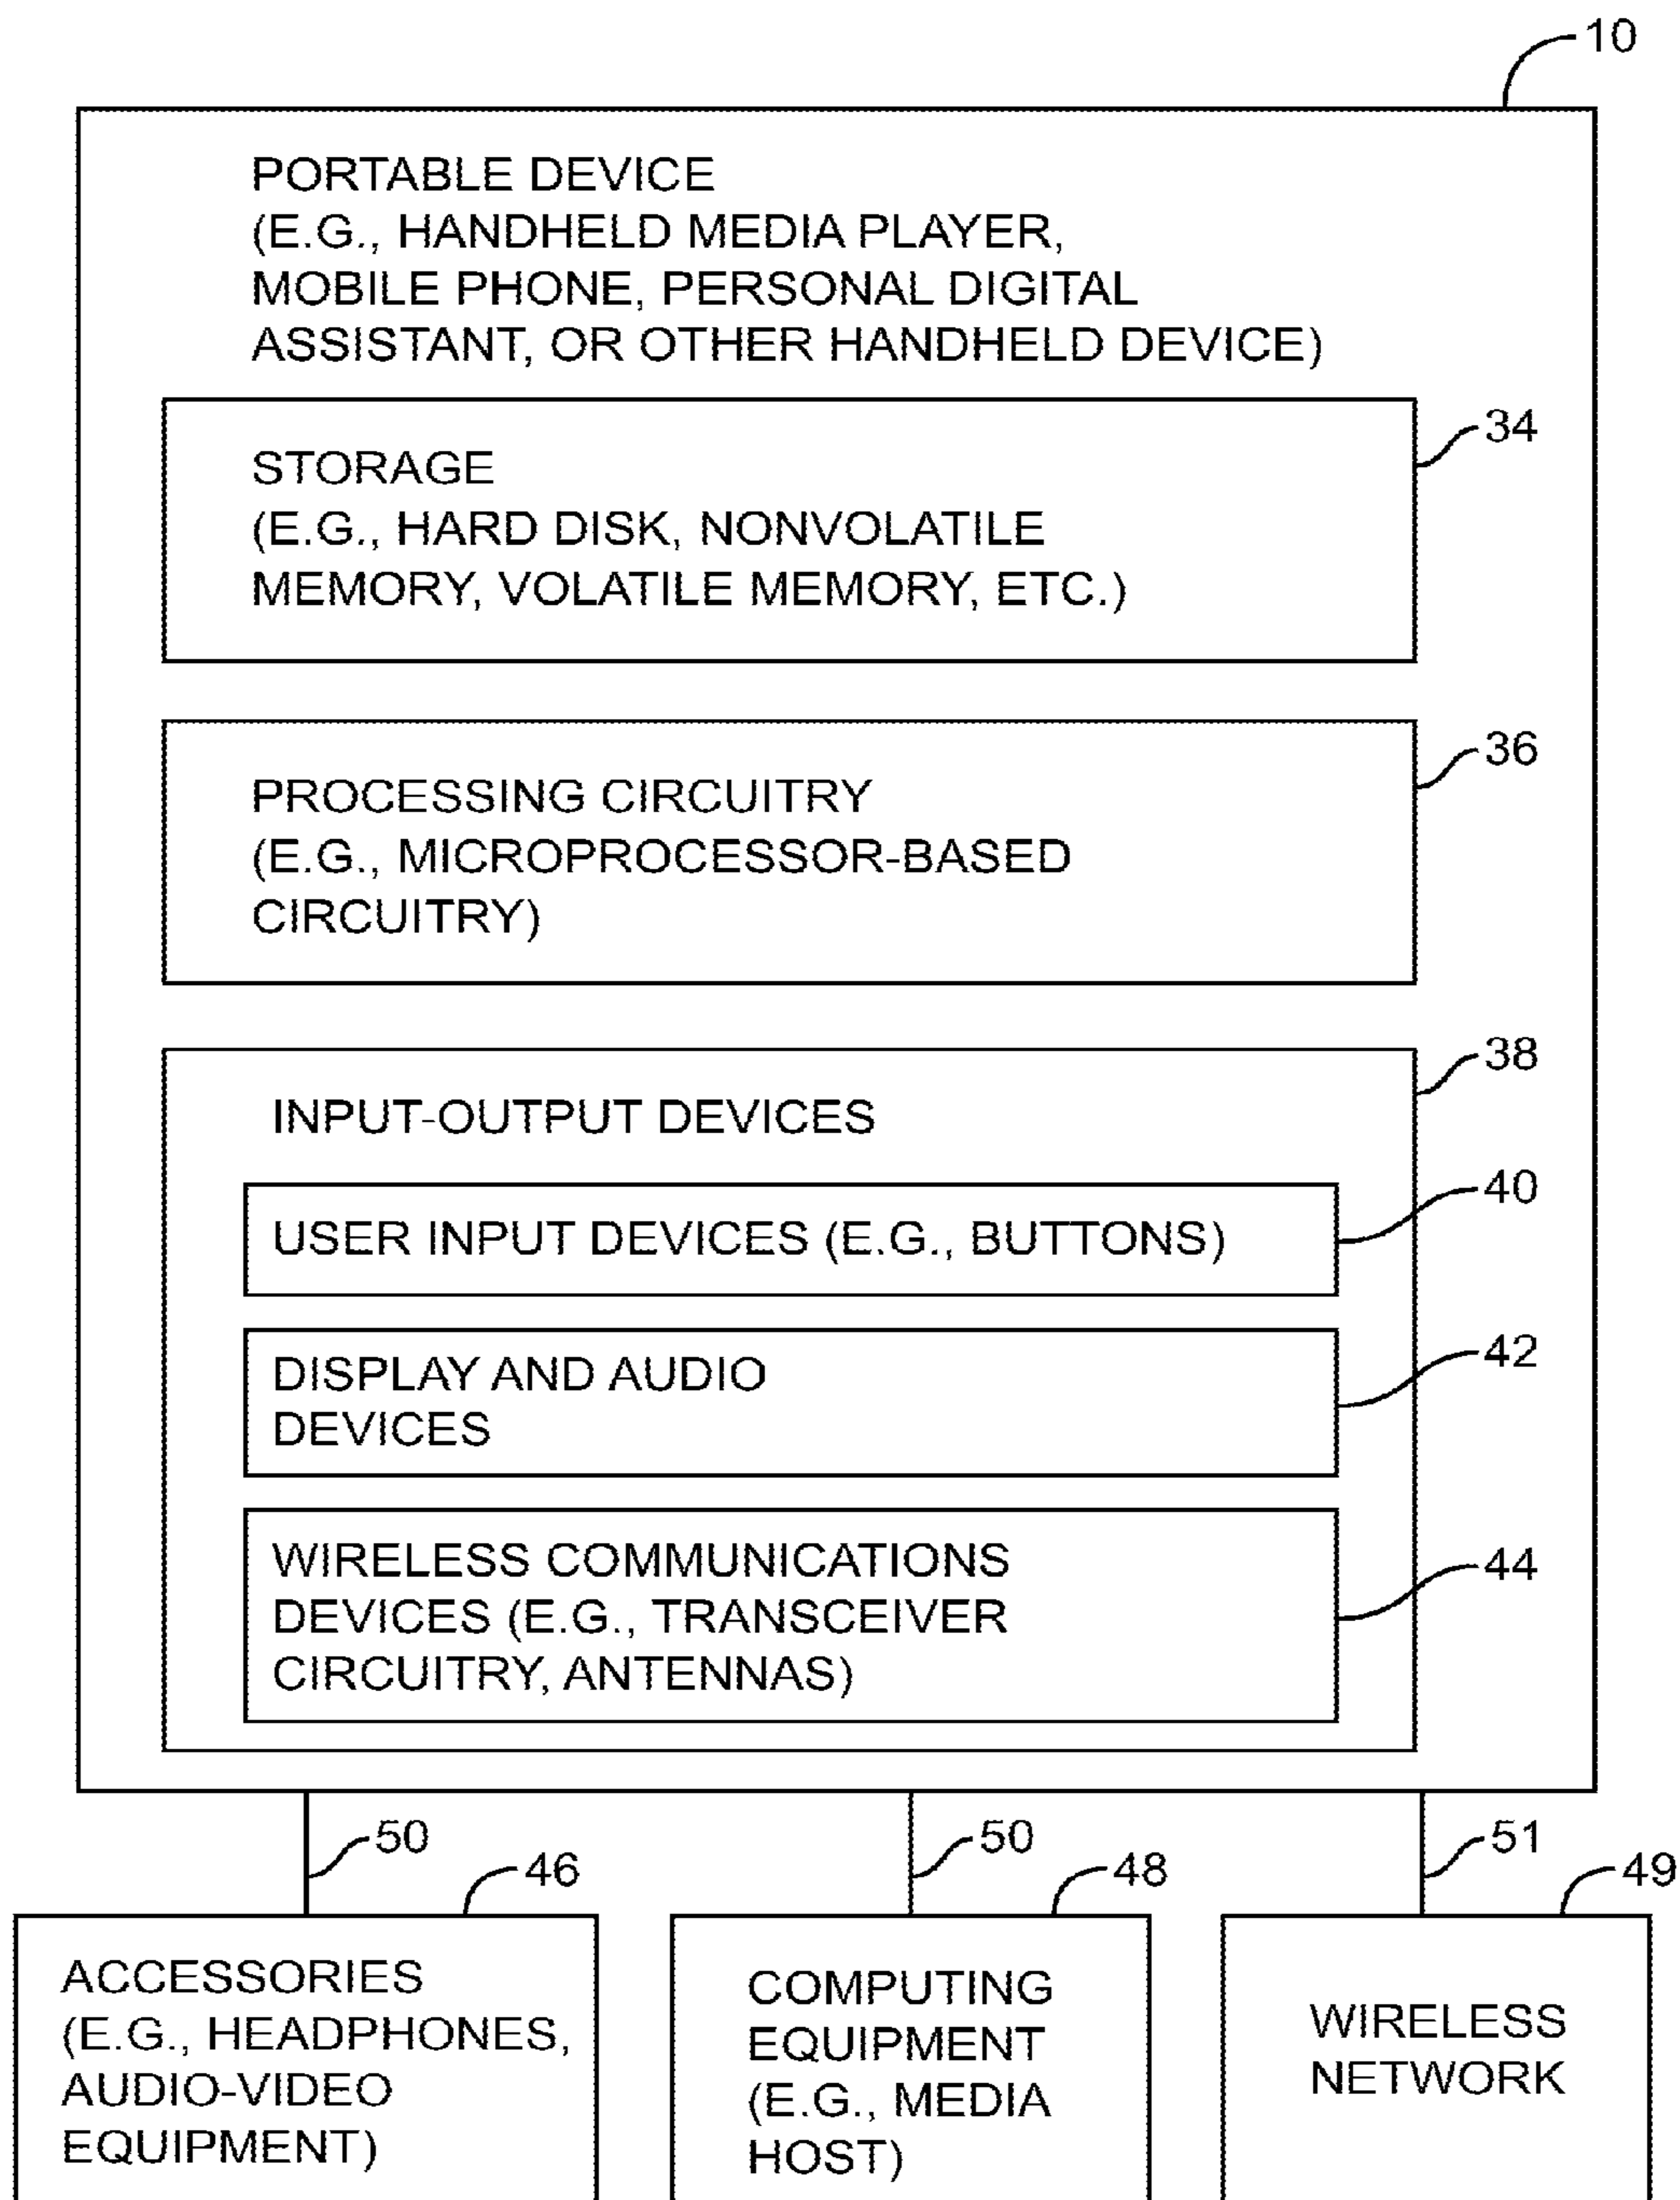 10
PORTABLE DEVICE
(E.G., HANDHELD MEDIA PLAYER,
MOBILE PHONE, PERSONAL DIGITAL
ASSISTANT, OR OTHER HANDHELD DEVICE)
34
STORAGE
(E.G., HARD DISK, NONVOLATILE
MEMORY, VOLATILE MEMORY, ETC.)
36
PROCESSING CIRCUITRY
(E.G., MICROPROCESSOR-BASED
CIRCUITRY)
38
INPUT-OUTPUT DEVICES
40
USER INPUT DEVICES (E.G., BUTTONS)
42
DISPLAY AND AUDIO
DEVICES
44
WIRELESS COMMUNICATIONS
DEVICES (E.G., TRANSCEIVER
CIRCUITRY, ANTENNAS)
50
50
51
46
48
49
ACCESSORIES
(E.G., HEADPHONES,
AUDIO-VIDEO
EQUIPMENT)
COMPUTING
EQUIPMENT
(E.G., MEDIA
HOST)
WIRELESS
NETWORK